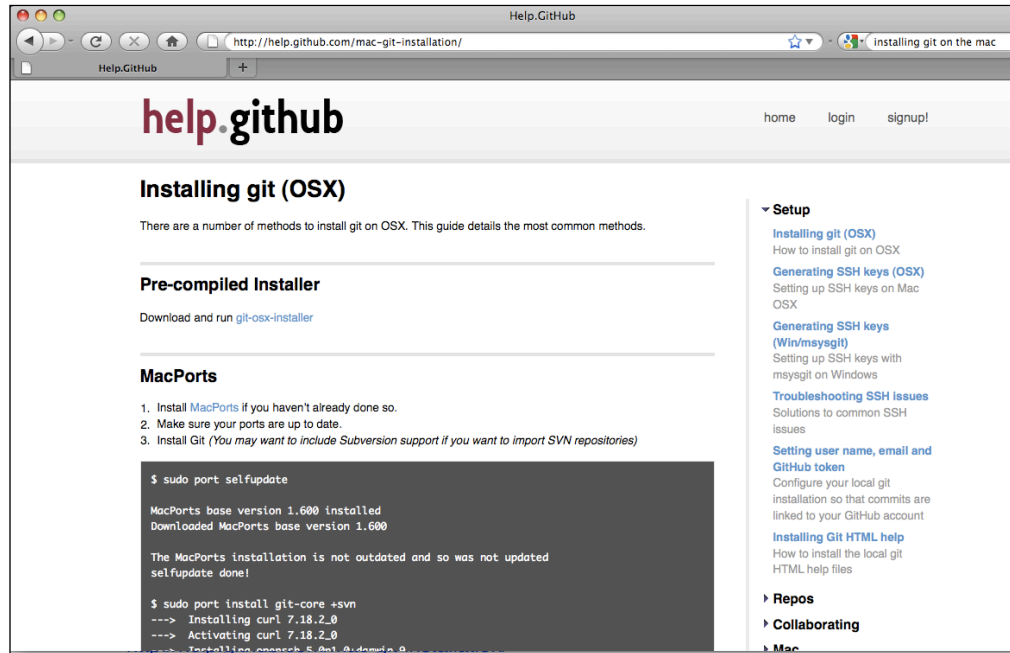 Help.GitHub
http://help.github.com/mac-git-installation/
installing git on the mac
Help.GitHub
+
help.github
home login signup!
Installing git (OSX)
There are a number of methods to install git on OSX. This guide details the most common methods.
Pre-compiled Installer
Download and run git-osx-installer
MacPorts
1. Install MacPorts if you haven't already done so.
2. Make sure your ports are up to date.
3. Install Git (You may want to include Subversion support if you want to import SVN repositories)
$ sudo port selfupdate
MacPorts base version 1.600 installed
Downloaded MacPorts base version 1.600
The MacPorts installation is not outdated and so was not updated
selfupdate done!
$ sudo port install git-core +svn
---> Installing curl 7.18.2_0
---> Activating curl 7.18.2_0
---> Installing openssh 5.0p1_0+darwin_9
Setup
Installing git (OSX)
How to install git on OSX
Generating SSH keys (OSX)
Setting up SSH keys on Mac
OSX
Generating SSH keys
(Win/msysgit)
Setting up SSH keys with
msysgit on Windows
Troubleshooting SSH issues
Solutions to common SSH
issues
Setting user name, email and
GitHub token
Configure your local git
installation so that commits are
linked to your GitHub account
Installing Git HTML help
How to install the local git
HTML help files
Repos
Collaborating
Mac